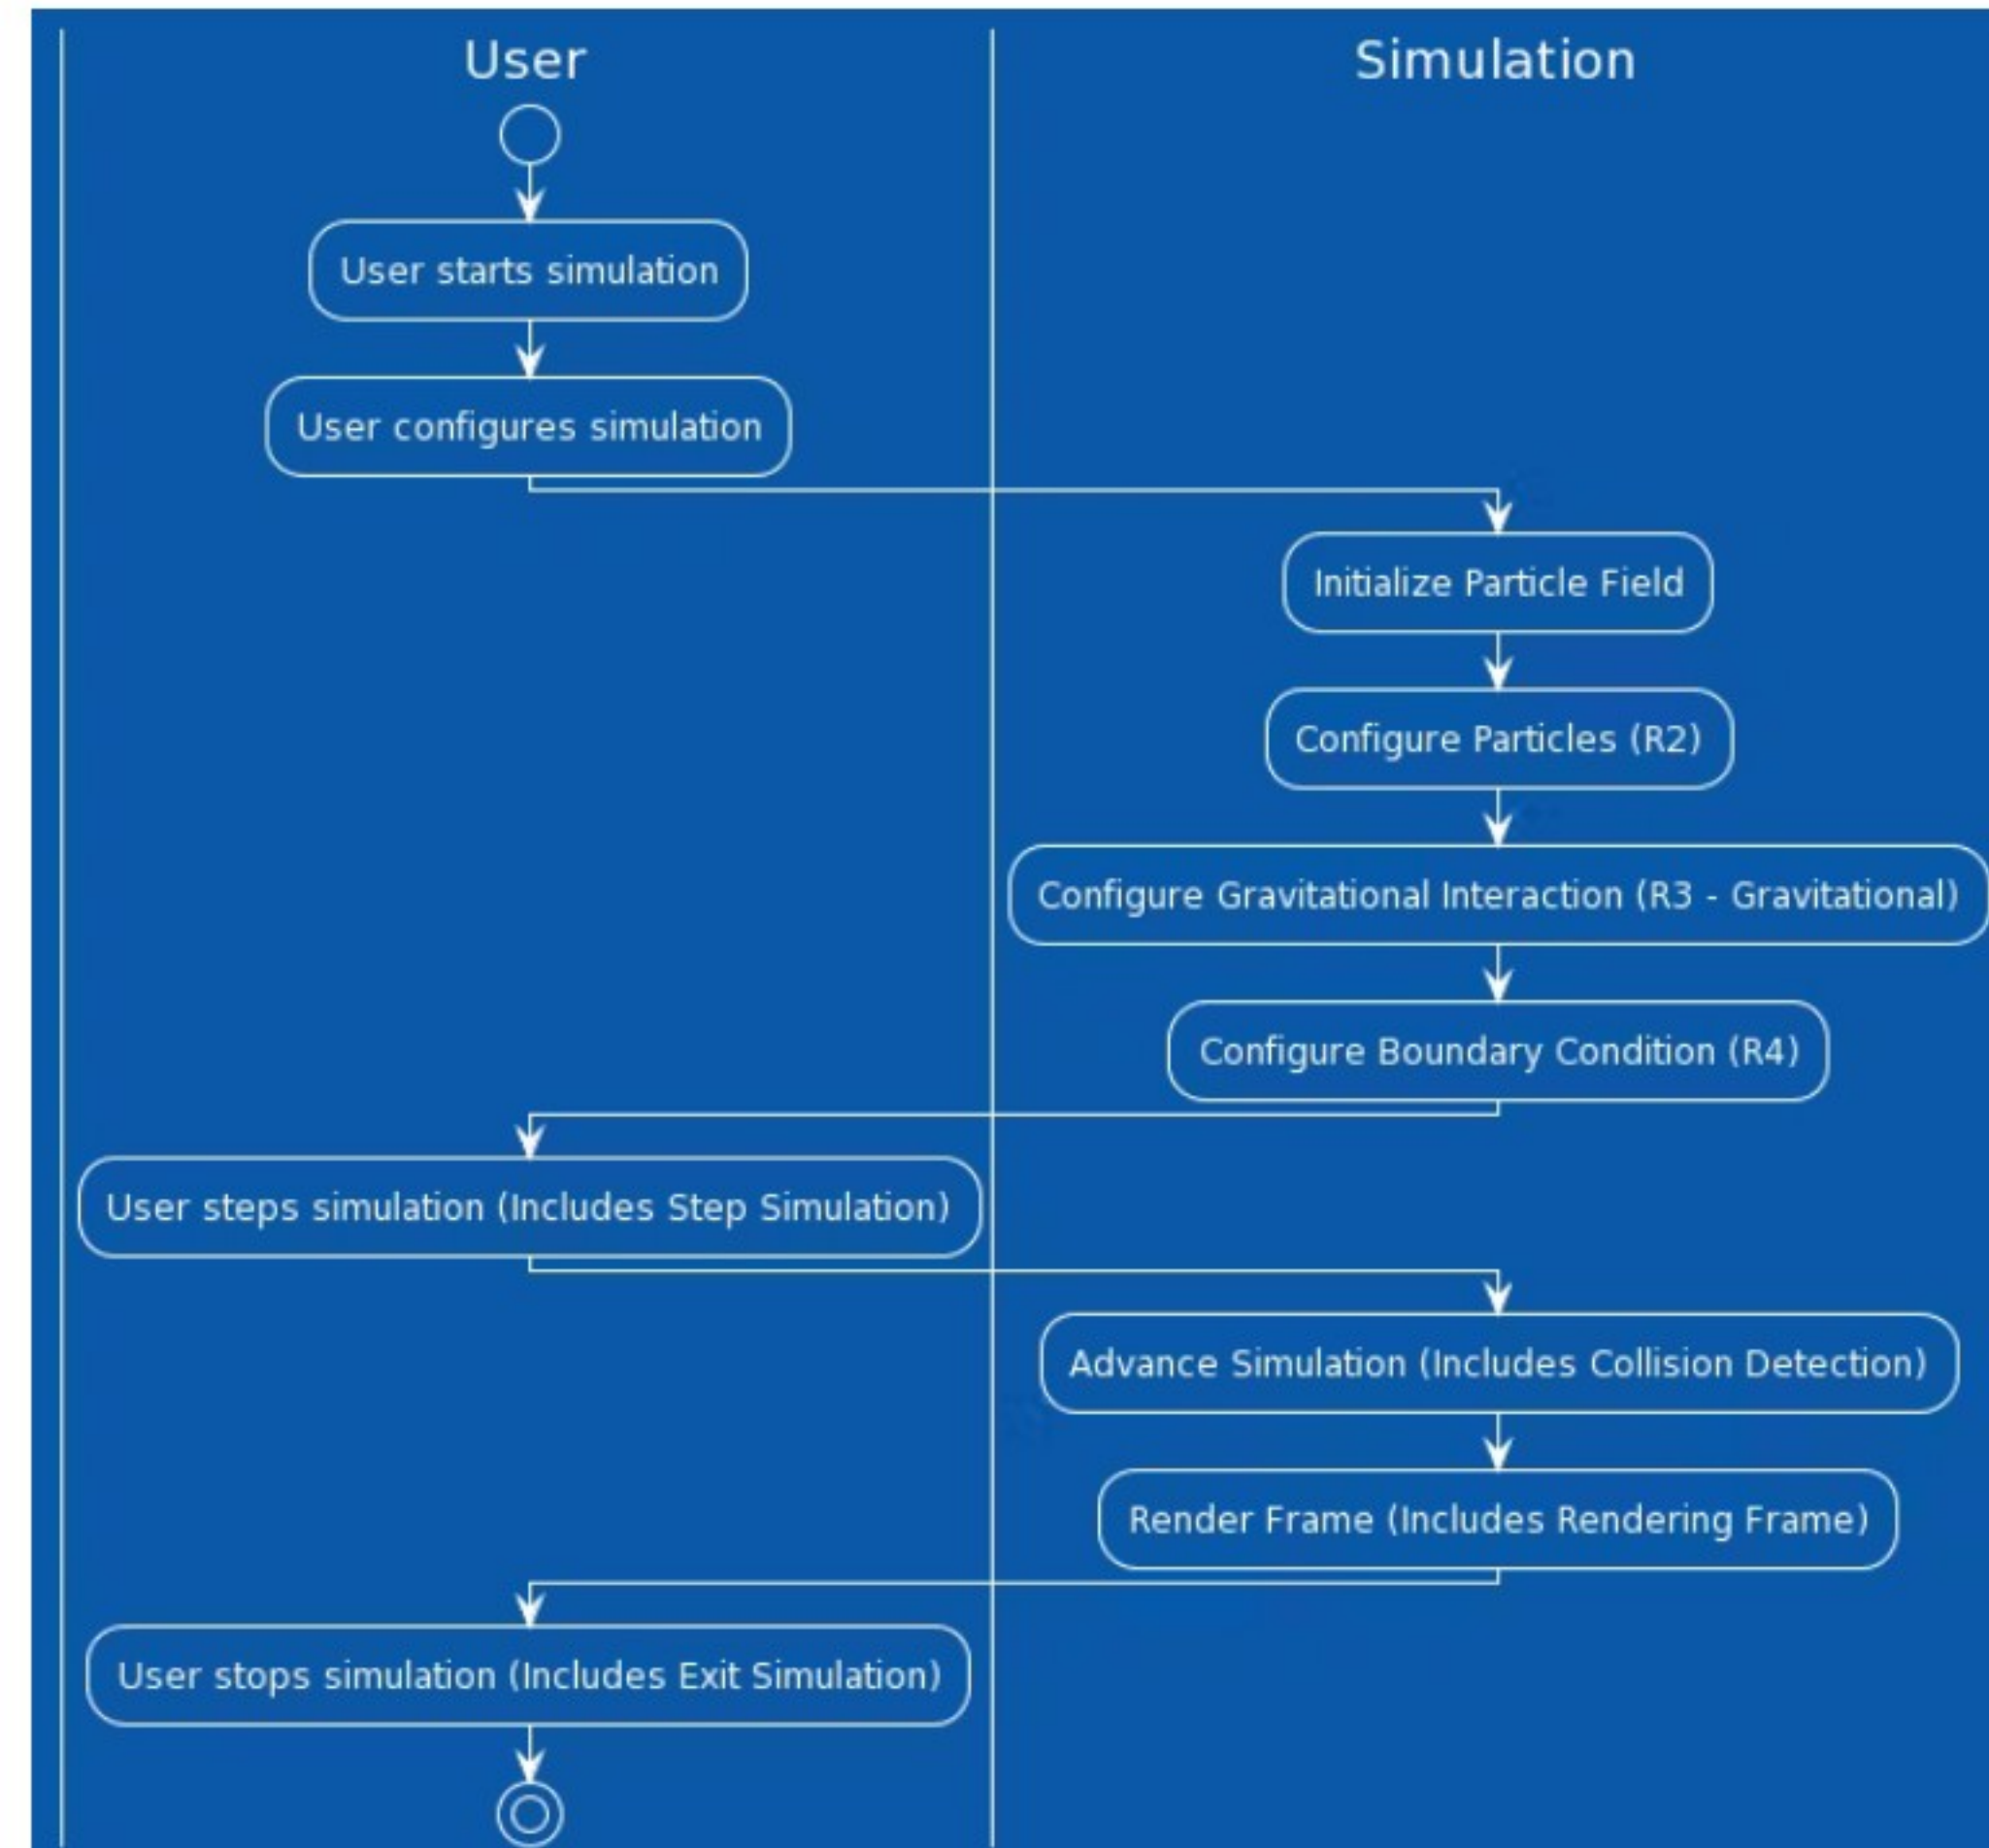 User
Simulation
User starts simulation
User configures simulation
Initialize Particle Field
Configure Particles (R2)
Configure Gravitational Interaction (R3 - Gravitational)
Configure Boundary Condition (R4)
User steps simulation (Includes Step Simulation)
Advance Simulation (Includes Collision Detection)
Render Frame (Includes Rendering Frame)
User stops simulation (Includes Exit Simulation)